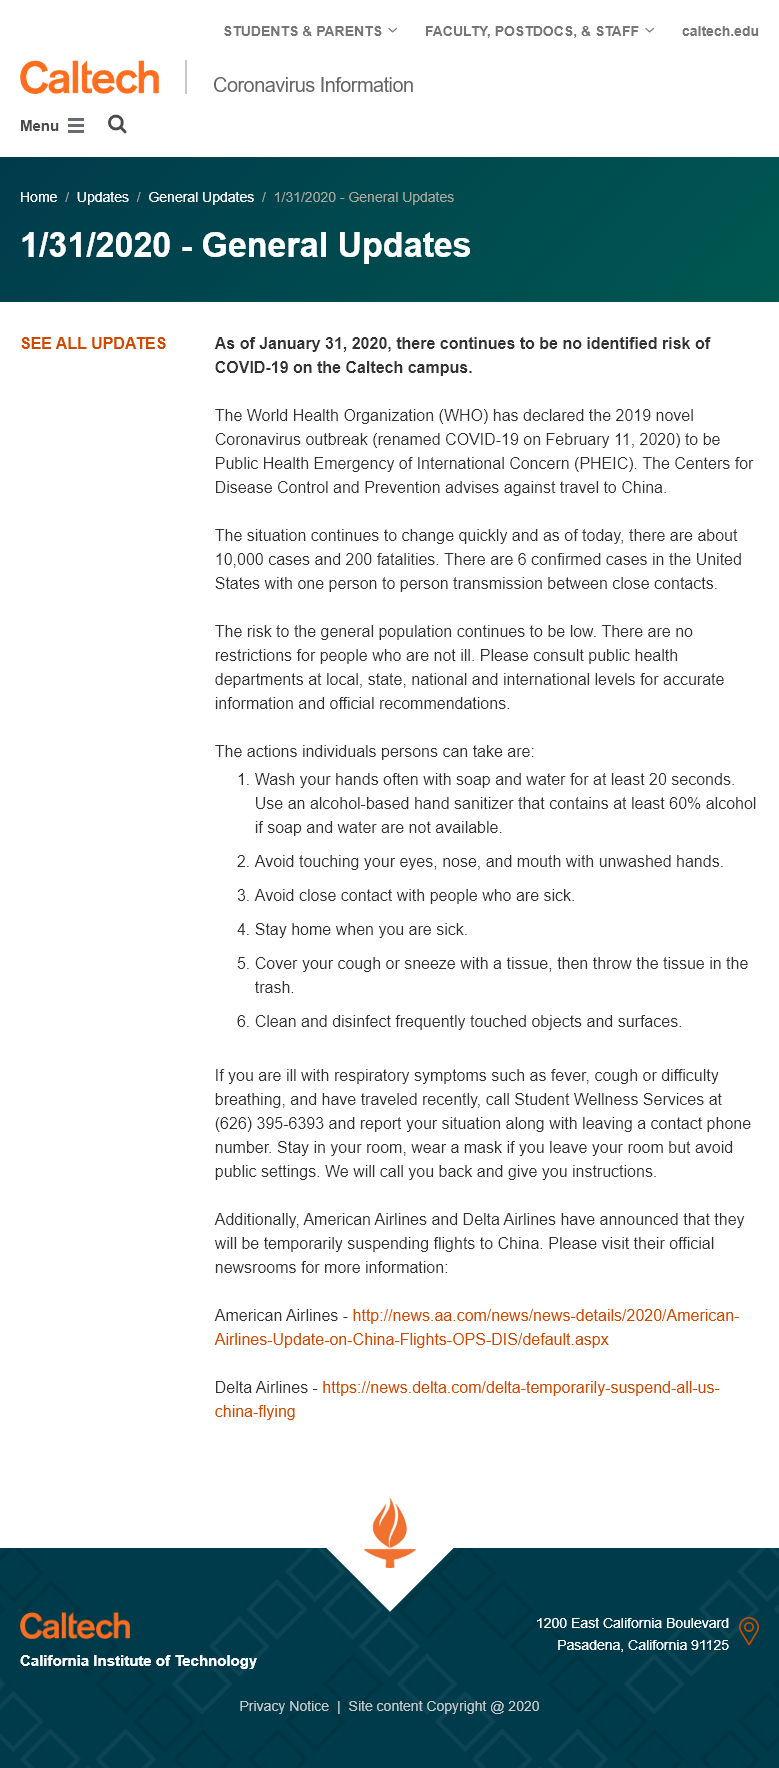 STUDENTS & PARENTS FACULTY, POSTDOCS, & STAFF caltech.edu
Caltech
Coronavirus Information
Menu
Home / Updates / General Updates / 1/31/2020 - General Updates
1/31/2020 - General Updates
SEE ALL UPDATES
As of January 31, 2020, there continues to be no identified risk of
COVID-19 on the Caltech campus.
The World Health Organization (WHO) has declared the 2019 novel
Coronavirus outbreak (renamed COVID-19 on February 11, 2020) to be
Public Health Emergency of International Concern (PHEIC). The Centers for
Disease Control and Prevention advises against travel to China.
The situation continues to change quickly and as of today, there are about
10,000 cases and 200 fatalities. There are 6 confirmed cases in the United
States with one person to person transmission between close contacts.
The risk to the general population continues to be low. There are no
restrictions for people who are not ill. Please consult public health
departments at local, state, national and international levels for accurate
information and official recommendations.
The actions individuals persons can take are:
1. Wash your hands often with soap and water for at least 20 seconds.
Use an alcohol-based hand sanitizer that contains at least 60% alcohol
if soap and water are not available.
2. Avoid touching your eyes, nose, and mouth with unwashed hands.
3. Avoid close contact with people who are sick.
4. Stay home when you are sick.
5. Cover your cough or sneeze with a tissue, then throw the tissue in the
trash.
6. Clean and disinfect frequently touched objects and surfaces.
If you are ill with respiratory symptoms such as fever, cough or difficulty
breathing, and have traveled recently, call Student Wellness Services at
(626) 395-6393 and report your situation along with leaving a contact phone
number. Stay in your room, wear a mask if you leave your room but avoid
public settings. We will call you back and give you instructions.
Additionally, American Airlines and Delta Airlines have announced that they
will be temporarily suspending flights to China. Please visit their official
newsrooms for more information:
American Airlines - http://news.aa.com/news/news-details/2020/American-
Airlines-Update-on-China-Flights-OPS-DIS/default.aspx
Delta Airlines - https://news.delta.com/delta-temporarily-suspend-all-us-
china-flying
Caltech
California Institute of Technology
1200 East California Boulevard
Pasadena, California 91125
Privacy Notice | Site content Copyright @ 2020